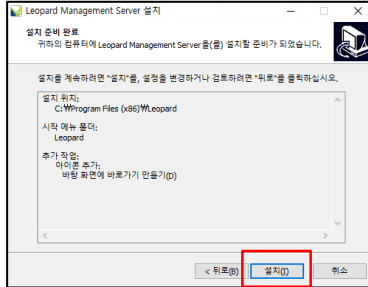 Leopard Management Server 설치
설치 준비 완료
귀하의 컴퓨터에 Leopard Management Server을(를) 설치할 준비가 되었습니다.
설치를 계속하려면 "설치"를, 설정을 변경하거나 검토하려면 "뒤로"를 클릭하십시오.
설치 위치:
C:₩Program Files (x86)₩Leopard
시작 메뉴 폴더:
Leopard
추가 작업:
아이콘 추가:
바탕 화면에 바로가기 만들기(D)
< 뒤로(B) 설치(I) 취소